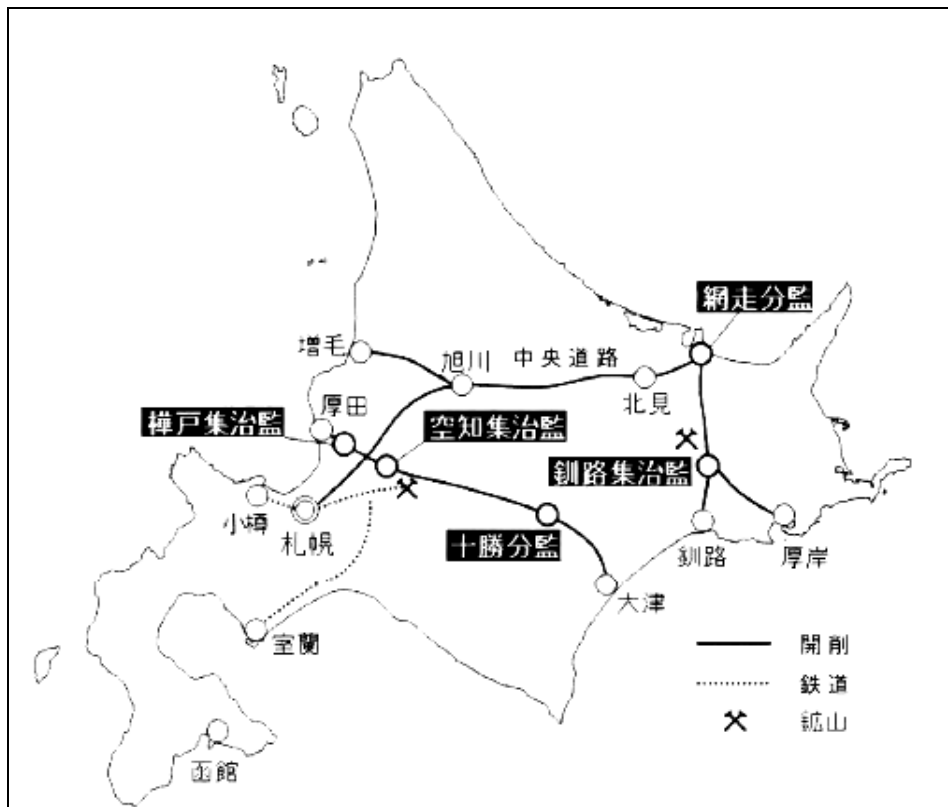 網走分監
増毛
旭川
中央道路
北見
厚田
樺戸集治監
空知集治監
釧路集治監
小樽
札幌
十勝分監
釧路
厚岸
大津
室蘭
開削
鉄道
鉱山
函館